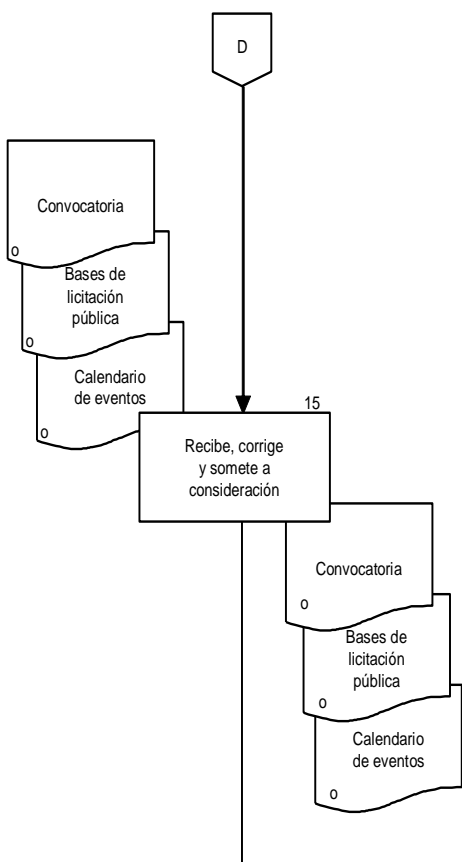 D
Convocatoria
o
Bases de
licitación
pública
o
Calendario
de eventos
o
15
Recibe, corrige
y somete a
consideración
Convocatoria
o
Bases de
licitación
pública
o
Calendario
de eventos
o